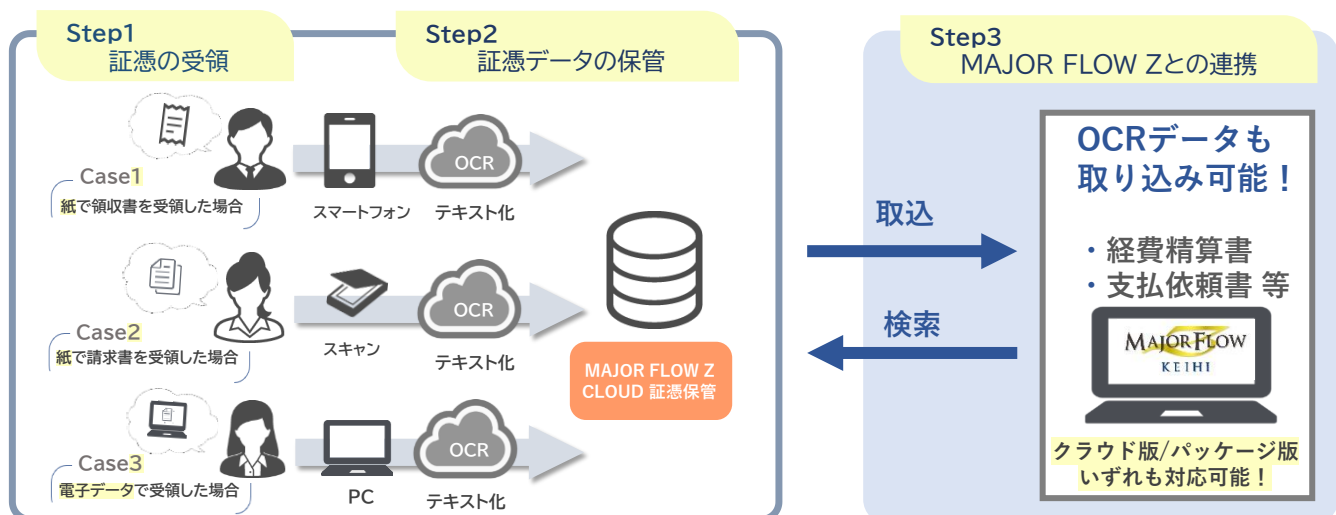 Step1
証憑の受領
Step2
証憑データの保管
Step3
MAJOR FLOW Zとの連携
Case1
紙で領収書を受領した場合
スマートフォン
OCR
テキスト化
Case2
紙で請求書を受領した場合
スキャン
OCR
テキスト化
Case3
電子データで受領した場合
PC
OCR
テキスト化
MAJOR FLOW Z
CLOUD 証憑保管
取込
検索
OCRデータも
取り込み可能！
・経費精算書
・支払依頼書 等
MAJOR FLOW
KEIHI
クラウド版/パッケージ版
いずれも対応可能！